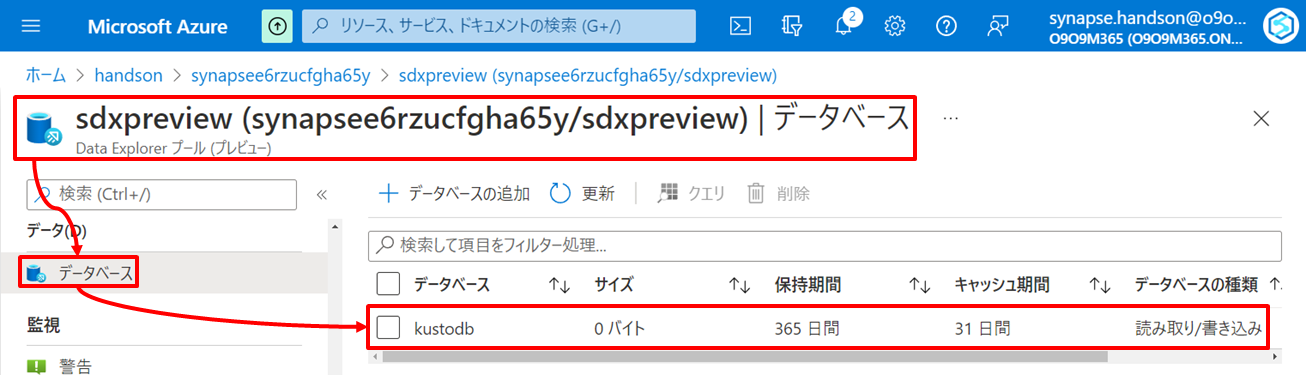 Microsoft Azure
リソース、サービス、ドキュメントの検索 (G+/)
2
synapse.handson@o9o...
O9O9M365 (O9O9M365.ON...
ホーム > handson > synapsee6rzucfgha65y > sdxpreview (synapsee6rzucfgha65y/sdxpreview)
sdxpreview (synapsee6rzucfgha65y/sdxpreview) | データベース ...
Data Explorer プール (プレビュー)
検索 (Ctrl+/) «
データ(D)
データベース
監視
警告
データベースの追加 更新 クエリ 削除
検索して項目をフィルター処理...
データベース ↑↓ サイズ ↑↓ 保持期間 ↑↓ キャッシュ期間 ↑↓ データベースの種類 ↑
kustodb 0 バイト 365 日間 31 日間 読み取り/書き込み